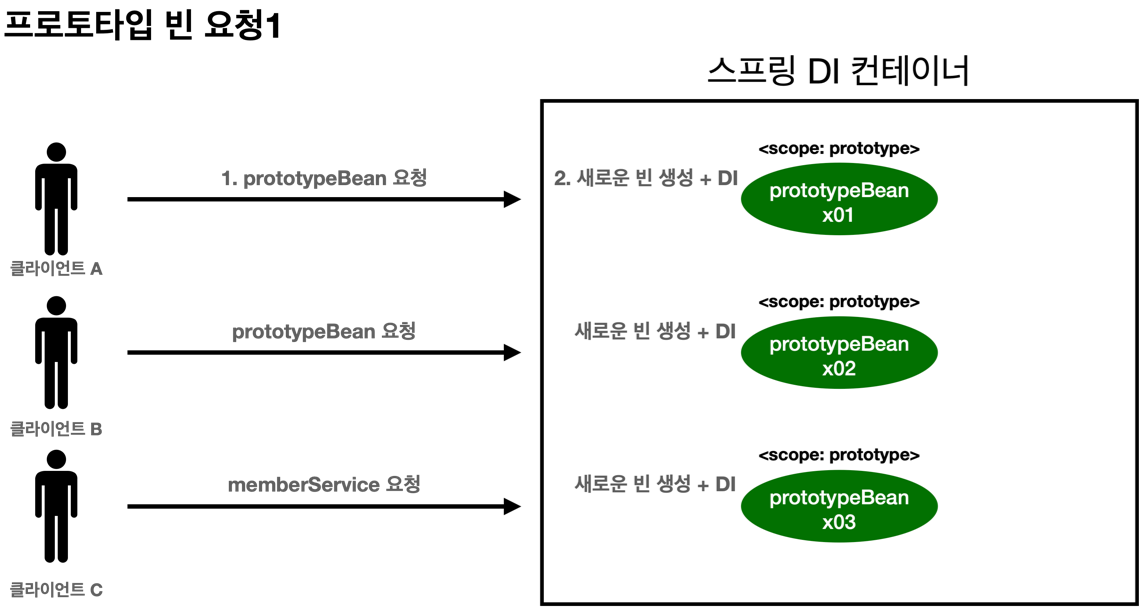 프로토타입 빈 요청1
스프링 DI 컨테이너
<scope: prototype>
1. prototypeBean 요청
2. 새로운 빈 생성 + DI
prototypeBean
x01
클라이언트 A
<scope: prototype>
prototypeBean 요청
새로운 빈 생성 + DI
prototypeBean
x02
클라이언트 B
<scope: prototype>
memberService 요청
새로운 빈 생성 + DI
prototypeBean
x03
클라이언트 C